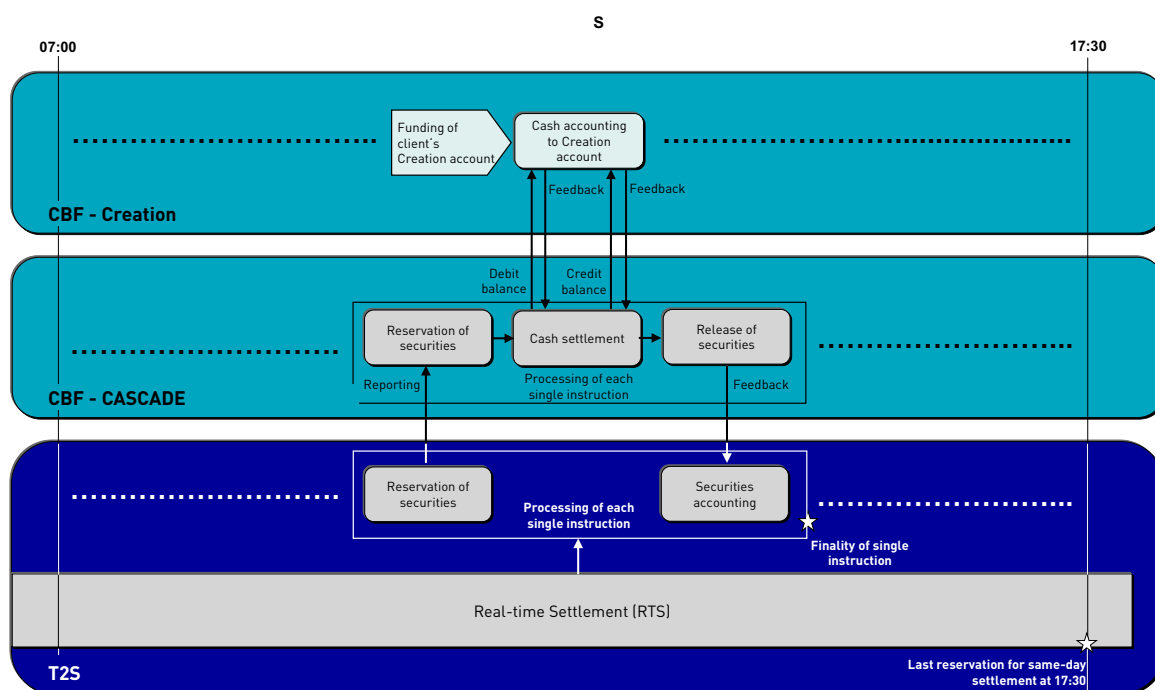 S
07:00
17:30
Funding of
client's
Creation account
Cash accounting
to Creation
account
Feedback
Feedback
CBF - Creation
Debit
balance
Credit
balance
Reservation of
securities
Cash settlement
Release of
securities
Reporting
Processing of each
single instruction
Feedback
CBF - CASCADE
Reservation of
securities
Securities
accounting
Processing of each
single instruction
Finality of single
instruction
Real-time Settlement (RTS)
T2S
Last reservation for same-day
settlement at 17:30